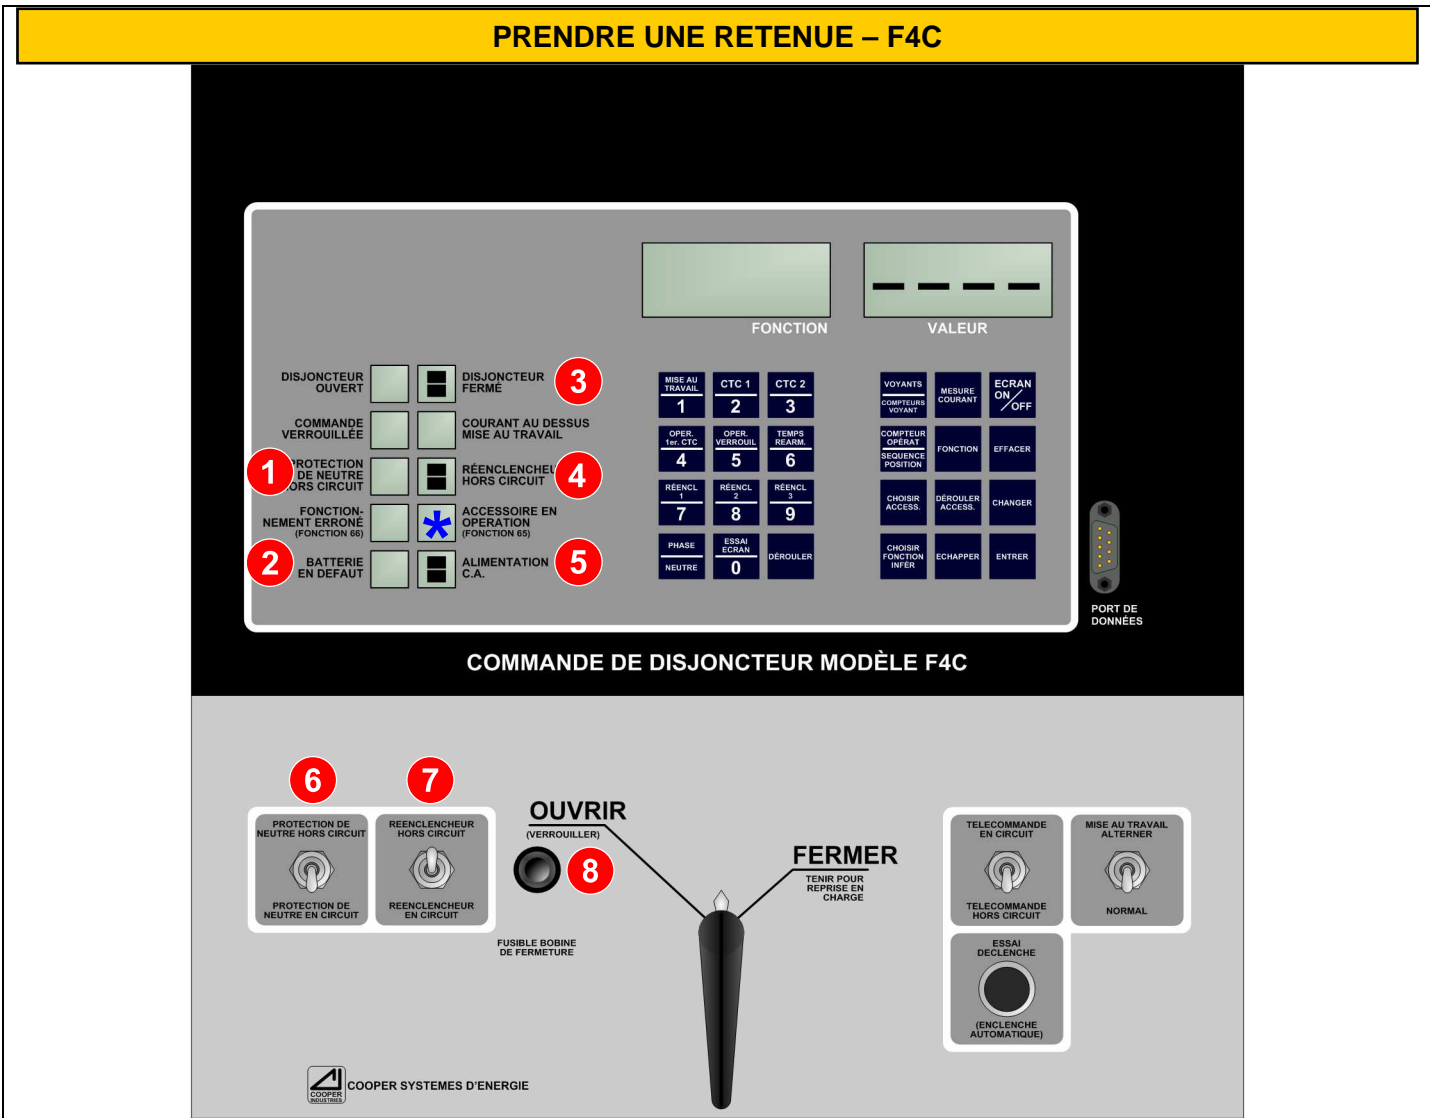 PRENDRE UNE RETENUE – F4C
FONCTION
VALEUR
DISJONCTEUR
OUVERT
DISJONCTEUR
FERMÉ
3
COMMANDE
VERROUILLÉE
COURANT AU DESSUS
MISE AU TRAVAIL
1
PROTECTION
DE NEUTRE
HORS CIRCUIT
RÉENCLENCHEU
HORS CIRCUIT
4
FONCTION-
NEMENT ERRONÉ
(FONCTION 66)
*
ACCESSOIRE EN
OPERATION
(FONCTION 65)
2
BATTERIE
EN DEFAUT
ALIMENTATION
C.A.
5
MISE AU
TRAVAIL
1
CTC 1
2
CTC 2
3
OPER.
1er. CTC
4
OPER.
VERROUIL
5
TEMPS
REARM.
6
RÉENCL
1
7
RÉENCL
2
8
RÉENCL
3
9
PHASE
NEUTRE
ESSAI
ECRAN
0
DÉROULER
VOYANTS
COMPTEURS
VOYANT
MESURE
COURANT
ECRAN
ON/OFF
COMPTEUR
OPÉRAT
SEQUENCE
POSITION
FONCTION
EFFACER
CHOISIR
ACCESS.
DÉROULER
ACCESS.
CHANGER
CHOISIR
FONCTION
INFÉR
ECHAPPER
ENTRER
PORT DE
DONNÉES
COMMANDE DE DISJONCTEUR MODÈLE F4C
6
7
PROTECTION DE
NEUTRE HORS CIRCUIT
PROTECTION DE
NEUTRE EN CIRCUIT
REENCLENCHEUR
HORS CIRCUIT
REENCLENCHEUR
EN CIRCUIT
OUVRIR
(VERROUILLER)
8
FUSIBLE BOBINE
DE FERMETURE
FERMER
TENIR POUR
REPRISE EN
CHARGE
TELECOMMANDE
EN CIRCUIT
TELECOMMANDE
HORS CIRCUIT
MISE AU TRAVAIL
ALTERNER
NORMAL
ESSAI
DECLENCHE
(ENCLENCHE
AUTOMATIQUE)
COOPER
INDUSTRIES
COOPER SYSTEMES D'ENERGIE